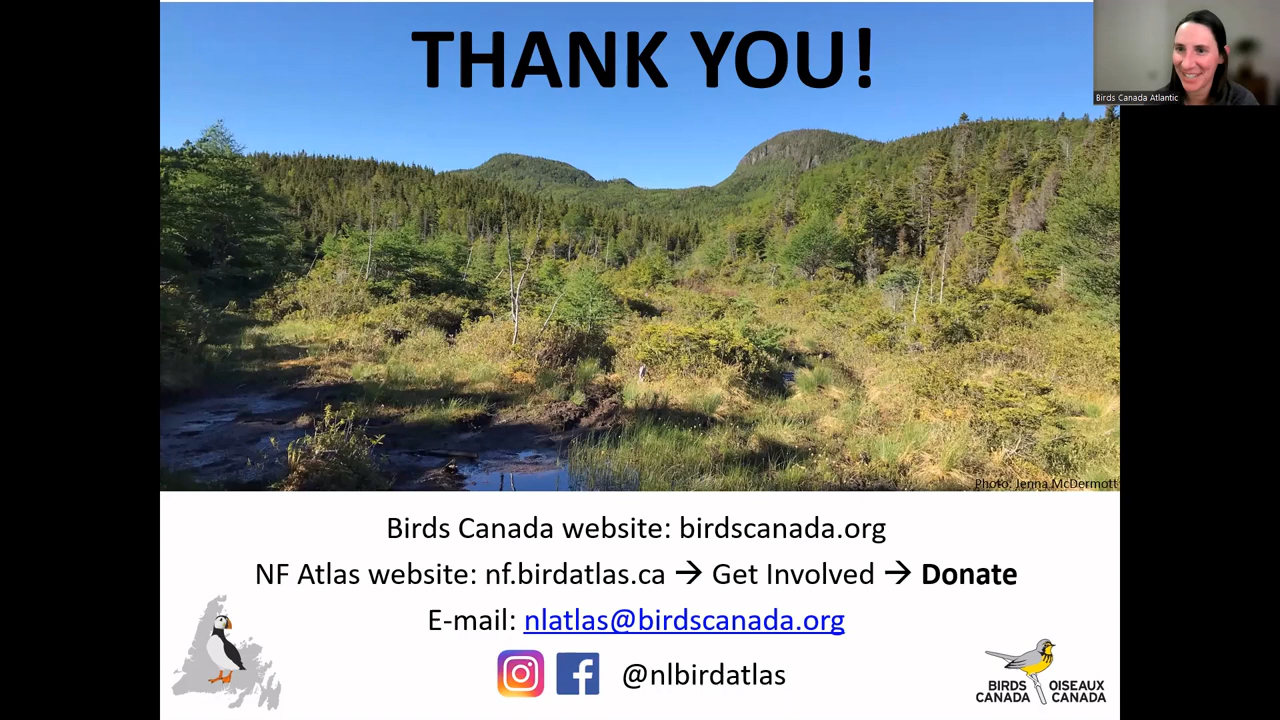 THANK YOU!
Birds Canada Atlantic
Photo: Jenna McDermott
Birds Canada website: birdscanada.org
NF Atlas website: nf.birdatlas.ca → Get Involved → Donate
E-mail: nlatlas@birdscanada.org
@nlbirdatlas
BIRDS OISEAUX
CANADA CANADA